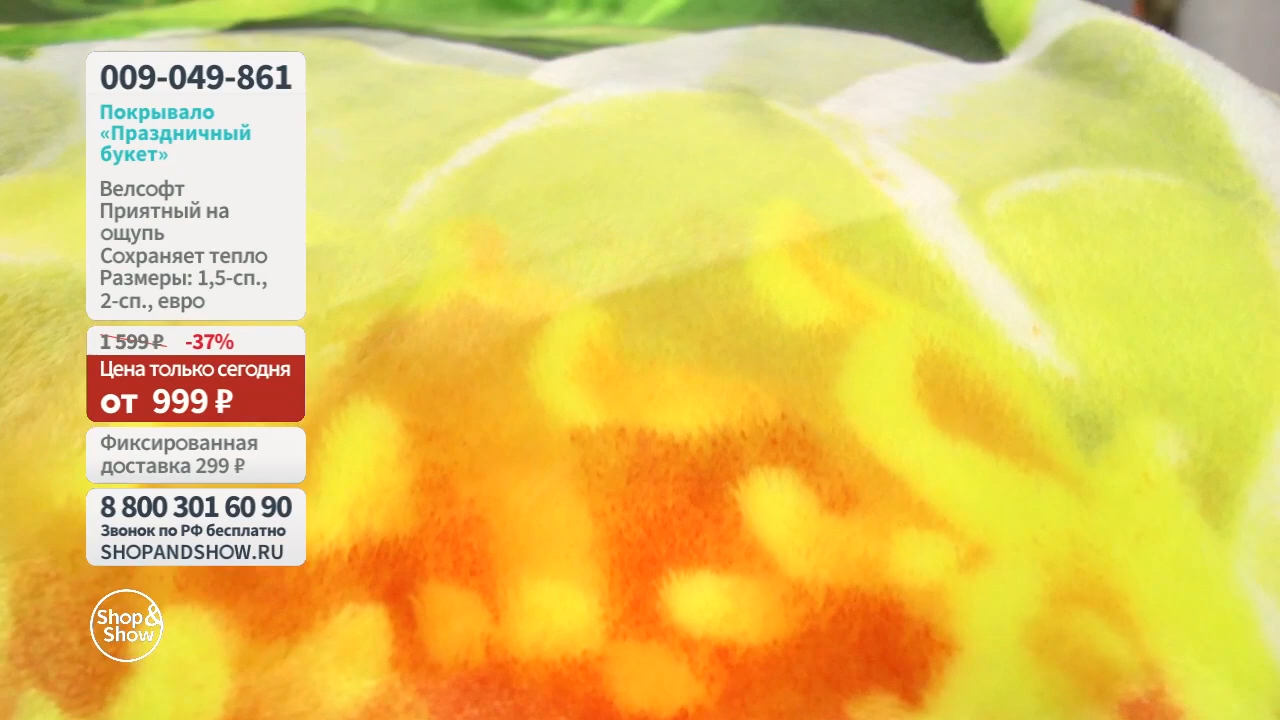 009-049-861
Покрывало
«Праздничный
букет»
Велсофт
Приятный на
ощупь
Сохраняет тепло
Размеры: 1,5-сп.,
2-сп., евро
1 599 ₽ -37%
Цена только сегодня
от 999 ₽
Фиксированная
доставка 299 ₽
8 800 301 60 90
Звонок по РФ бесплатно
SHOPANDSHOW.RU
Shop&
Show